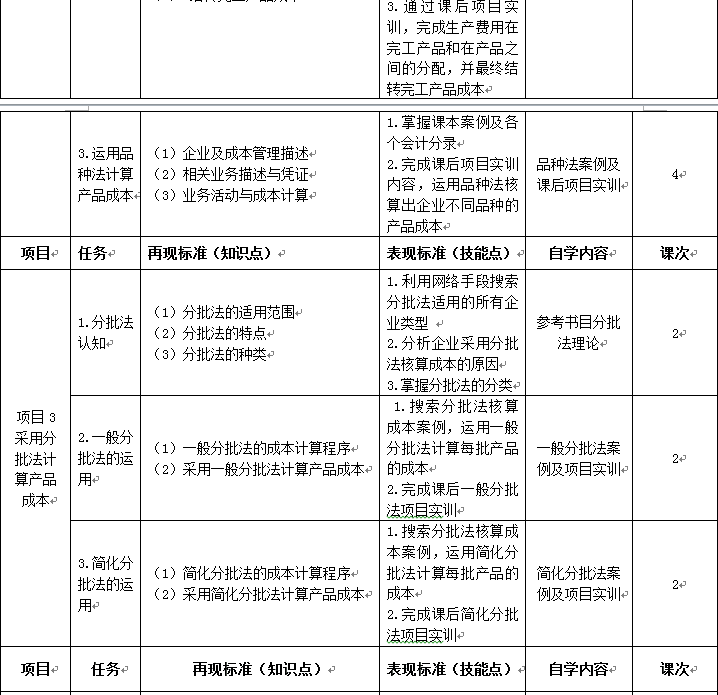 3.通过课后项目实
训，完成生产费用在
完工产品和在产品之
间的分配，并最终结
转完工产品成本
3.运用品
种法计算
产品成本
（1）企业及成本管理描述
（2）相关业务描述与凭证
（3）业务活动与成本计算
1.掌握课本案例及各
个会计分录
2.完成课后项目实训
内容，运用品种法核
算出企业不同品种的
产品成本
品种法案例及
课后项目实训
4
项目 任务 再现标准（知识点） 表现标准（技能点） 自学内容 课次
项目 3
采用分
批法计
算产品
成本
1.分批法
认知
（1）分批法的适用范围
（2）分批法的特点
（3）分批法的种类
1.利用网络手段搜索
分批法适用的所有企
业类型
2.分析企业采用分批
法核算成本的原因
3.掌握分批法的分类
参考书目分批
法理论
2
2.一般分
批法的运
用
（1）一般分批法的成本计算程序
（2）采用一般分批法计算产品成本
1.搜索分批法核算
成本案例，运用一般
分批法计算每批产品
的成本
2.完成课后一般分批
法项目实训
一般分批法案
例及项目实训
2
3.简化分
批法的运
用
（1）简化分批法的成本计算程序
（2）采用简化分批法计算产品成本
1.搜索分批法核算成
本案例，运用简化分
批法计算每批产品的
成本
2.完成课后简化分批
法项目实训
简化分批法案
例及项目实训
2
项目 任务 再现标准（知识点） 表现标准（技能点） 自学内容 课次